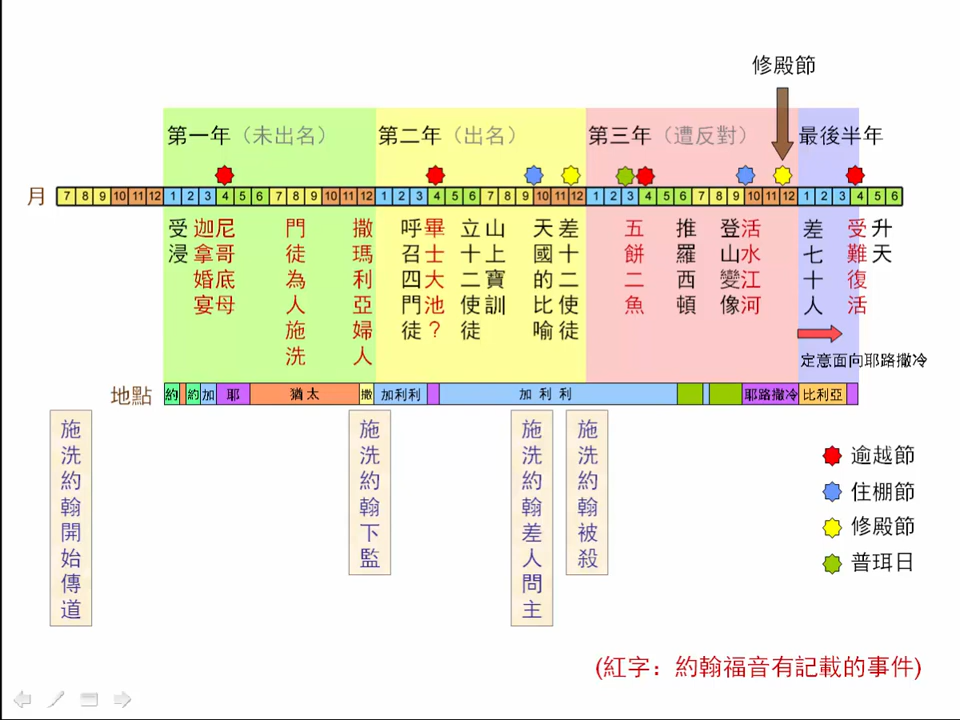 修殿節
第一年（未出名）
第二年（出名）
第三年（遭反對）
最後半年
月
7 8 9 10 11 12 1 2 3 4 5 6 7 8 9 10 11 12 1 2 3 4 5 6 7 8 9 10 11 12 1 2 3 4 5 6 7 8 9 10 11 12 1 2 3 4 5 6
受浸
迦拿婚宴
尼哥底母
門徒為人施洗
撒瑪利亞婦人
呼召四門徒
畢士大池？
立十二使徒
山上寶訓
天國的比喻
差十二使徒
五餅二魚
推羅西頓
登山變像
活水江河
差七十人
受難復活
升天
定意面向耶路撒冷
地點
約
約
加
耶
猶太
撒
加利利
加利利
耶路撒冷
比利亞
施洗約翰開始傳道
施洗約翰下監
施洗約翰差人問主
施洗約翰被殺
逾越節
住棚節
修殿節
普珥日
(紅字：約翰福音有記載的事件)